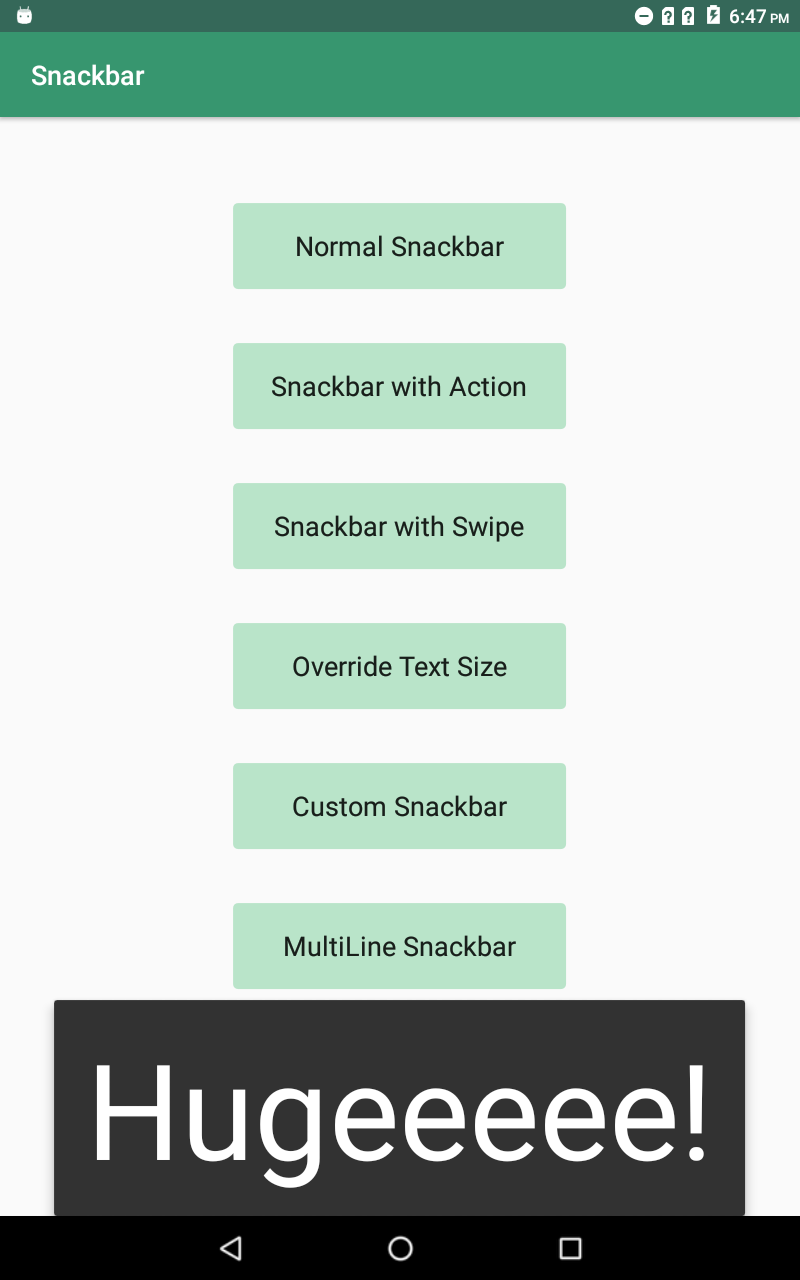 6:47 PM
Snackbar
Normal Snackbar
Snackbar with Action
Snackbar with Swipe
Override Text Size
Custom Snackbar
MultiLine Snackbar
Hugeeeee!